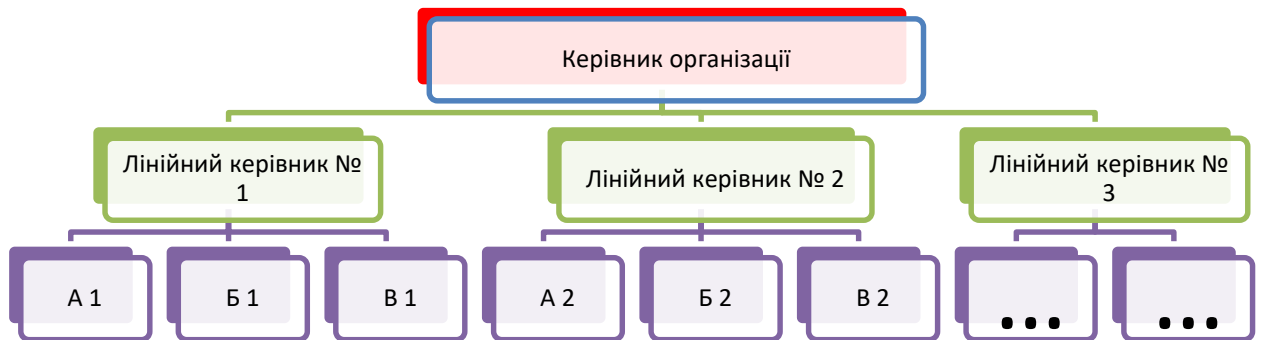 Керівник організації
Лінійний керівник №
1
Лінійний керівник № 2
Лінійний керівник №
3
А 1
Б 1
В 1
А 2
Б 2
В 2
...
...